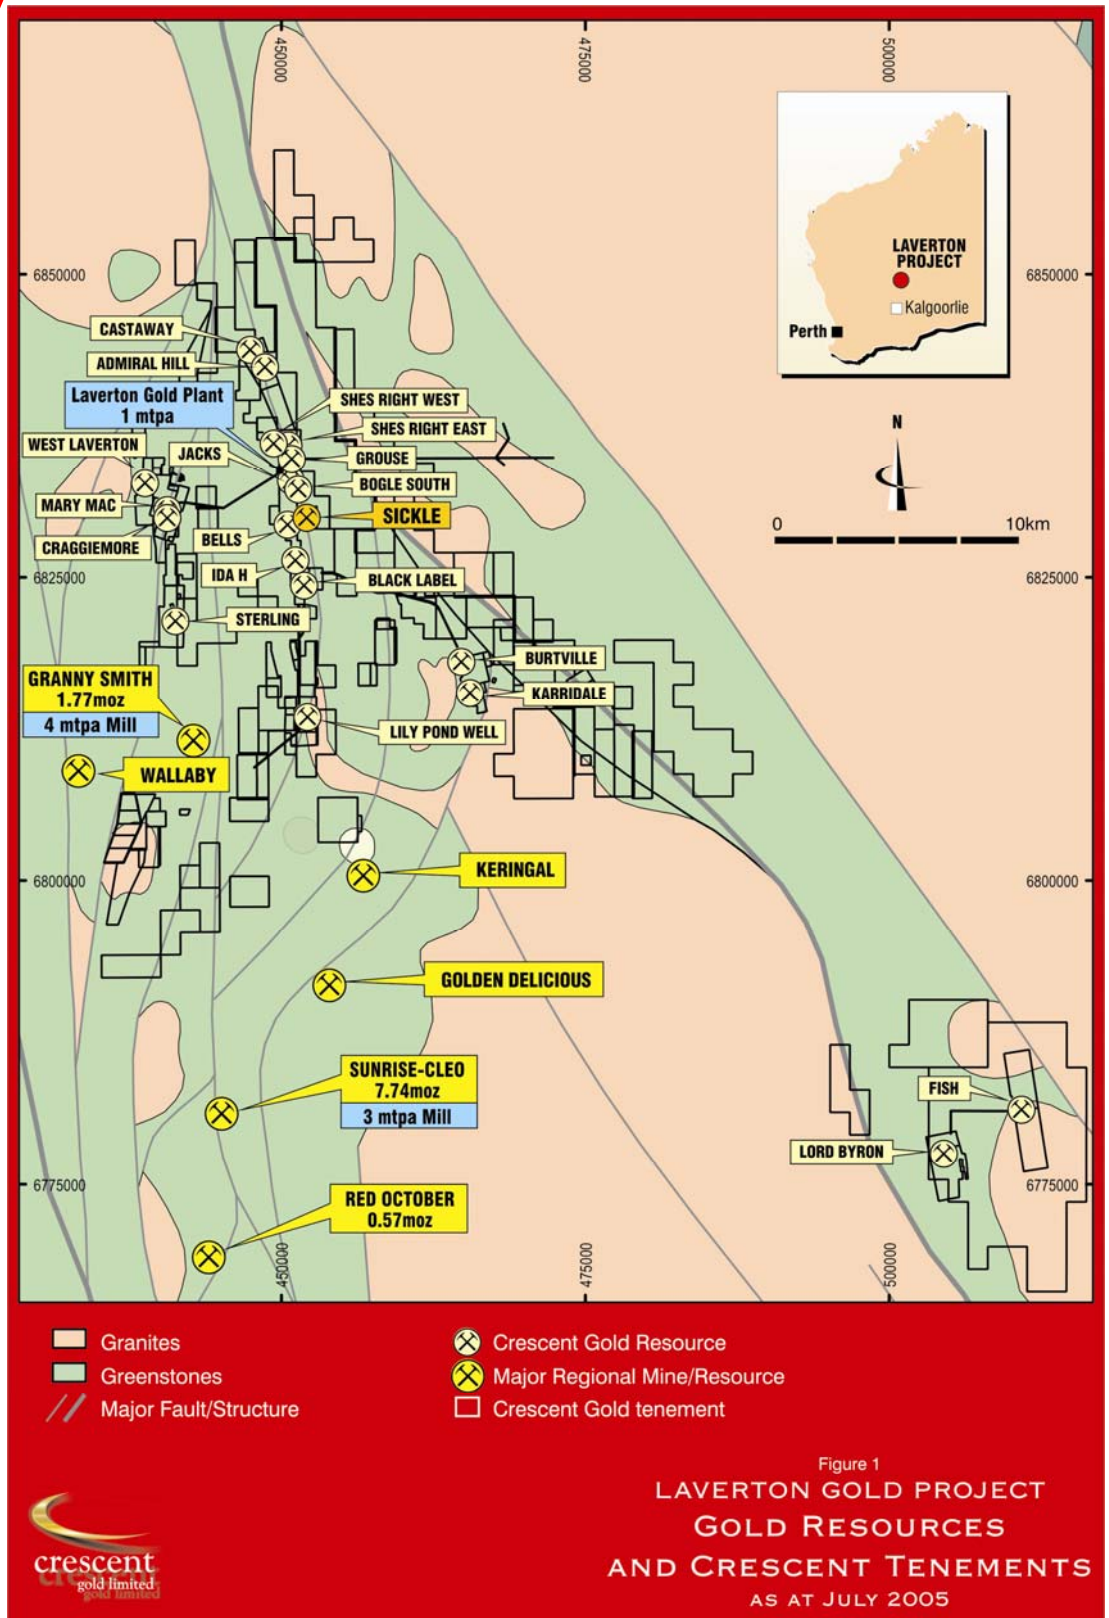 450000
475000
500000
6850000
6850000
LAVERTON
PROJECT
Kalgoorlie
Perth
CASTAWAY
ADMIRAL HILL
Laverton Gold Plant
1 mtpa
SHES RIGHT WEST
SHES RIGHT EAST
WEST LAVERTON
JACKS
GROUSE
BOGLE SOUTH
MARY MAC
SICKLE
CRAGGIEMORE
BELLS
N
0
10km
IDA H
BLACK LABEL
6825000
6825000
STERLING
BURTVILLE
GRANNY SMITH
1.77moz
4 mtpa Mill
KARRIDALE
LILY POND WELL
WALLABY
KERINGAL
6800000
6800000
GOLDEN DELICIOUS
SUNRISE-CLEO
7.74moz
3 mtpa Mill
FISH
LORD BYRON
6775000
6775000
RED OCTOBER
0.57moz
450000
475000
500000
Granites
Greenstones
Major Fault/Structure
Crescent Gold Resource
Major Regional Mine/Resource
Crescent Gold tenement
Figure 1
LAVERTON GOLD PROJECT
GOLD RESOURCES
AND CRESCENT TENEMENTS
AS AT JULY 2005
crescent
gold limited